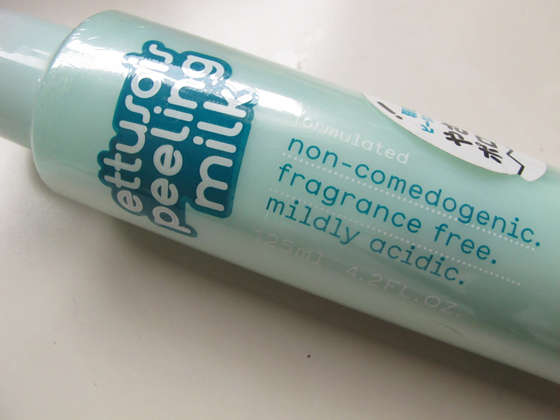 ettusais
peeling
milk
formulated
non-comedogenic.
fragrance free.
mildly acidic.
125ml 4.2FL.OZ.